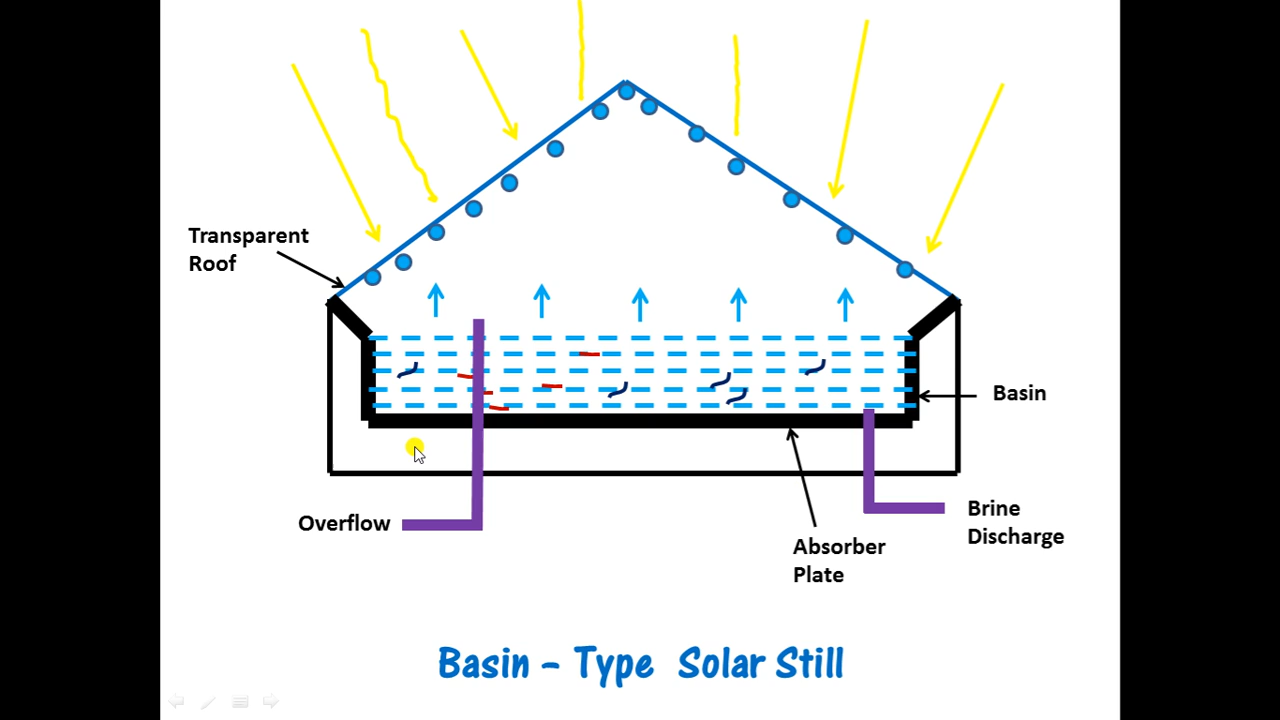 Transparent
Roof
Basin
Overflow
Brine
Discharge
Absorber
Plate
Basin – Type Solar Still